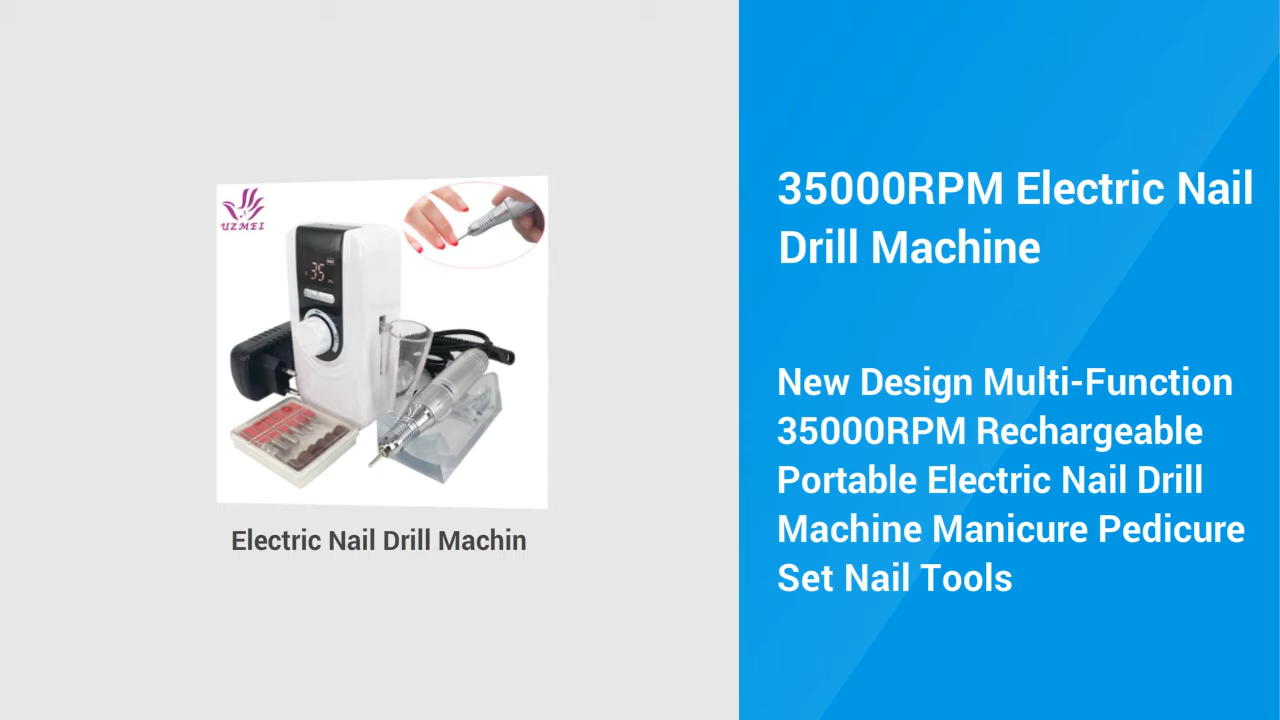 UZMEI
35
Electric Nail Drill Machin
35000RPM Electric Nail
Drill Machine
New Design Multi-Function
35000RPM Rechargeable
Portable Electric Nail Drill
Machine Manicure Pedicure
Set Nail Tools